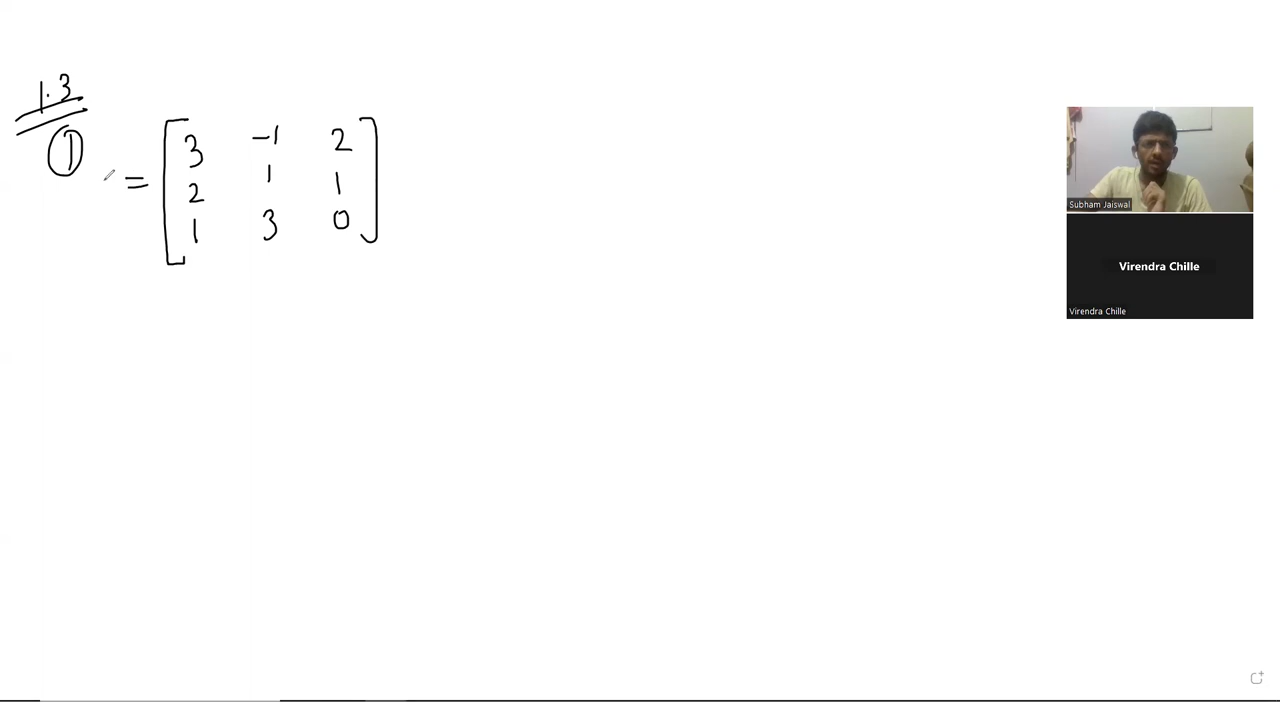 1.3
①
= [ 3 -1 2
2 1 1
1 3 0 ]
Subham Jaiswal
Virendra Chille
Virendra Chille